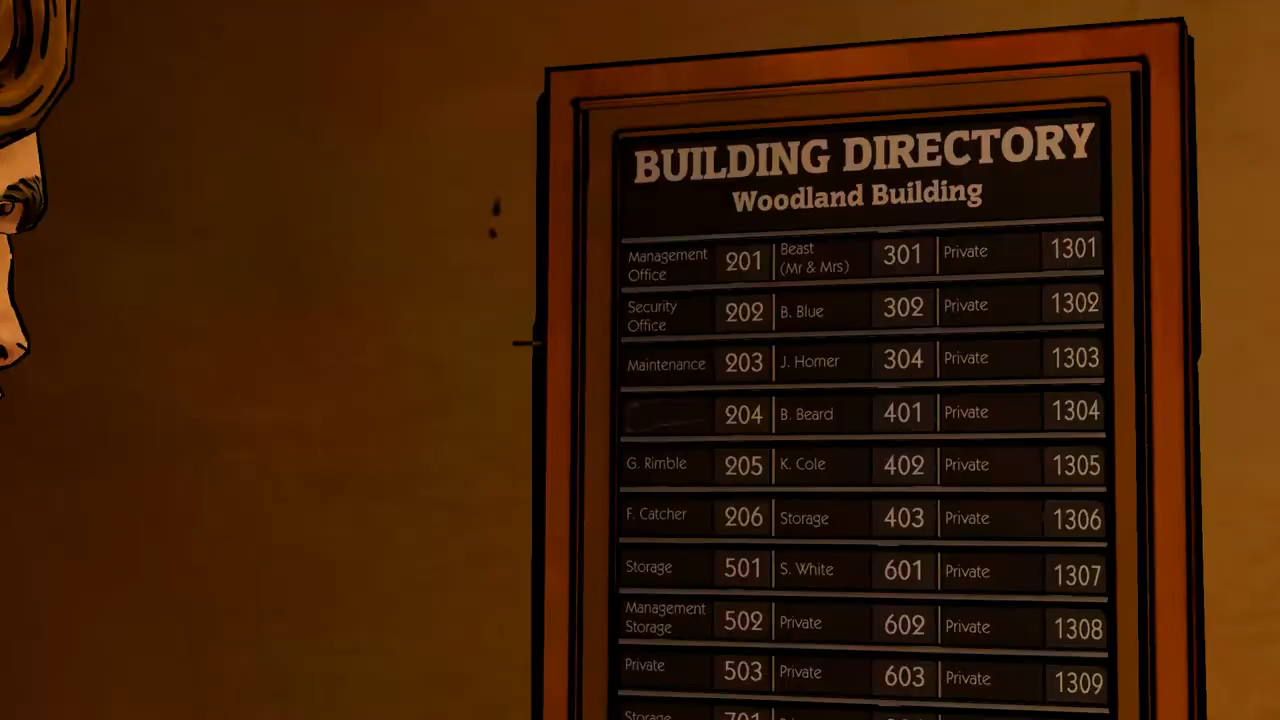 BUILDING DIRECTORY
Woodland Building
Management Office 201 Beast (Mr & Mrs) 301 Private 1301
Security Office 202 B. Blue 302 Private 1302
Maintenance 203 J. Horner 304 Private 1303
204 B. Beard 401 Private 1304
G. Rimble 205 K. Cole 402 Private 1305
F. Catcher 206 Storage 403 Private 1306
Storage 501 S. White 601 Private 1307
Management Storage 502 Private 602 Private 1308
Private 503 Private 603 Private 1309
Storage 701